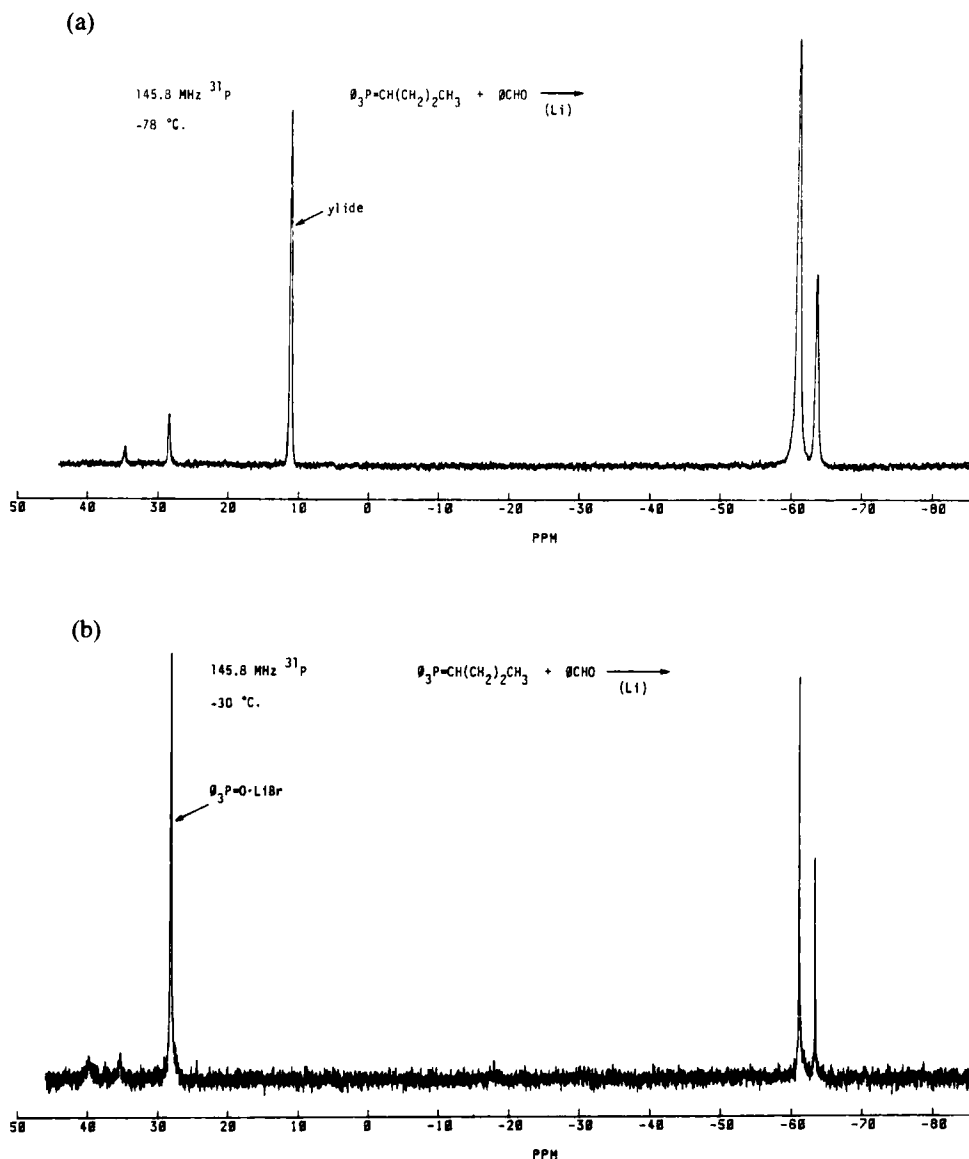 (a)
145.8 MHz ³¹P
-78 °C.
Ø₃P=CH(CH₂)₂CH₃ + ØCHO ⟶
(Li)
ylide
50 40 30 20 10 0 -10 -20 -30 -40 -50 -60 -70 -80
PPM
(b)
145.8 MHz ³¹P
-30 °C.
Ø₃P=CH(CH₂)₂CH₃ + ØCHO ⟶
(Li)
Ø₃P=O·LiBr
50 40 30 20 10 0 -10 -20 -30 -40 -50 -60 -70 -80
PPM